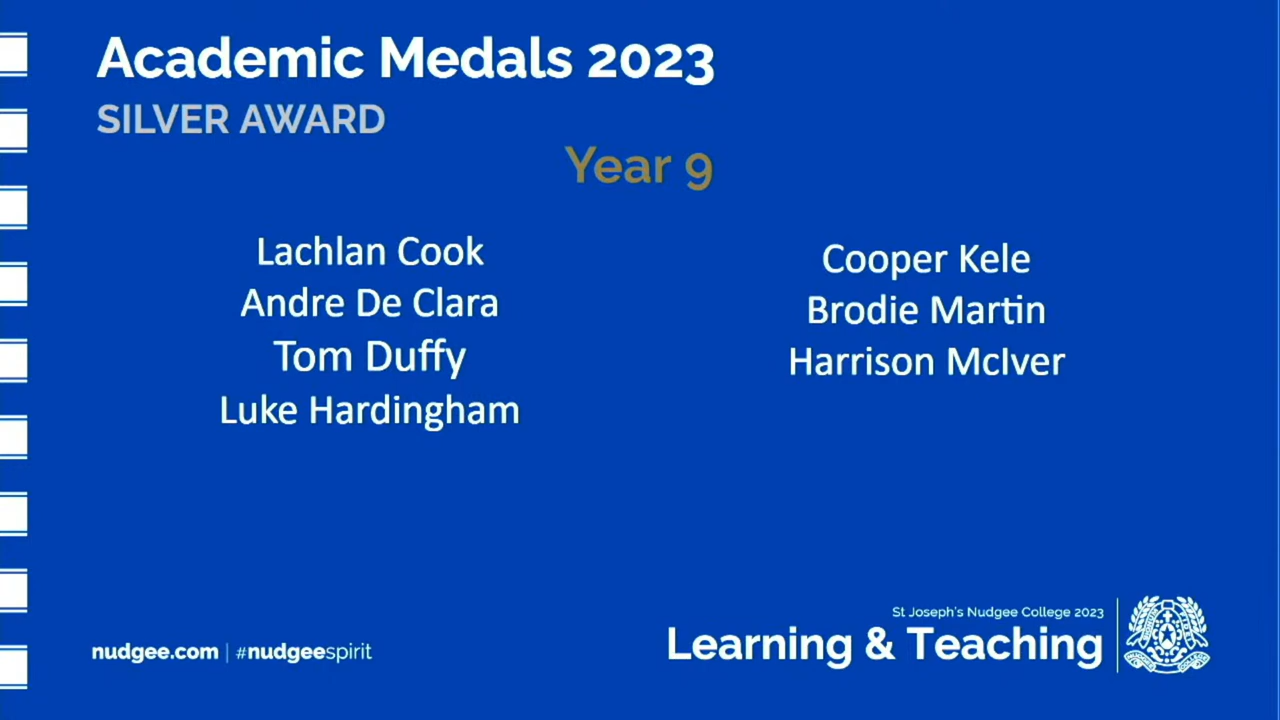 Academic Medals 2023
SILVER AWARD
Year 9
Lachlan Cook
Andre De Clara
Tom Duffy
Luke Hardingham
Cooper Kele
Brodie Martin
Harrison McIver
nudgee.com | #nudgeespirit
St Joseph's Nudgee College 2023
Learning & Teaching